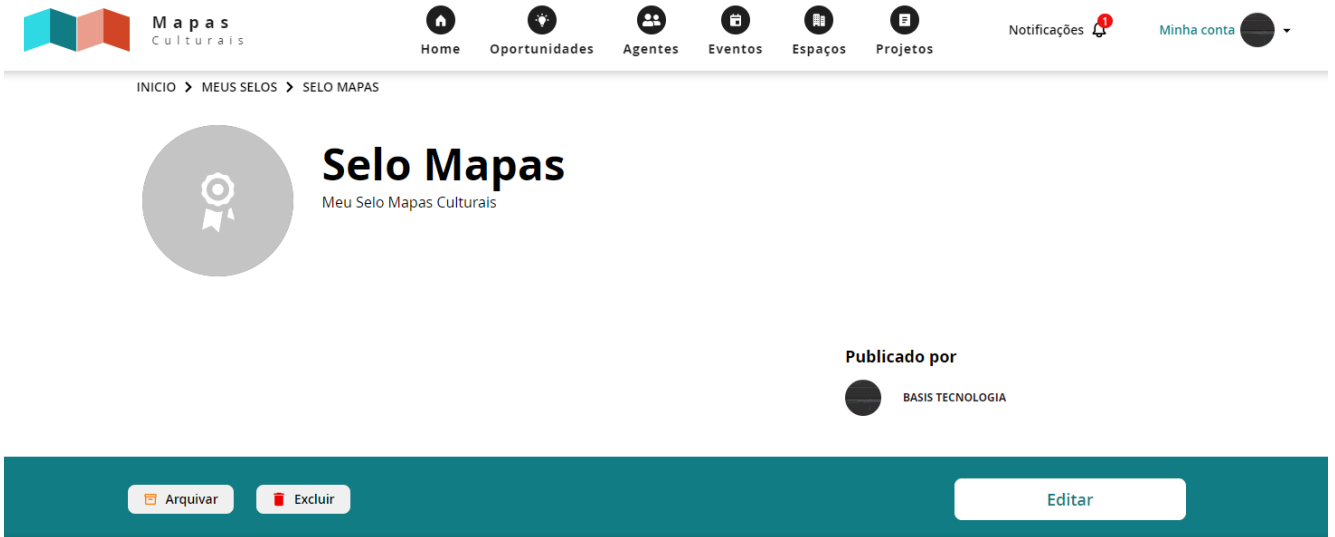 Mapas
Culturais
Home
Oportunidades
Agentes
Eventos
Espaços
Projetos
Notificações 1
Minha conta
INICIO > MEUS SELOS > SELO MAPAS
Selo Mapas
Meu Selo Mapas Culturais
Publicado por
BASIS TECNOLOGIA
Arquivar
Excluir
Editar